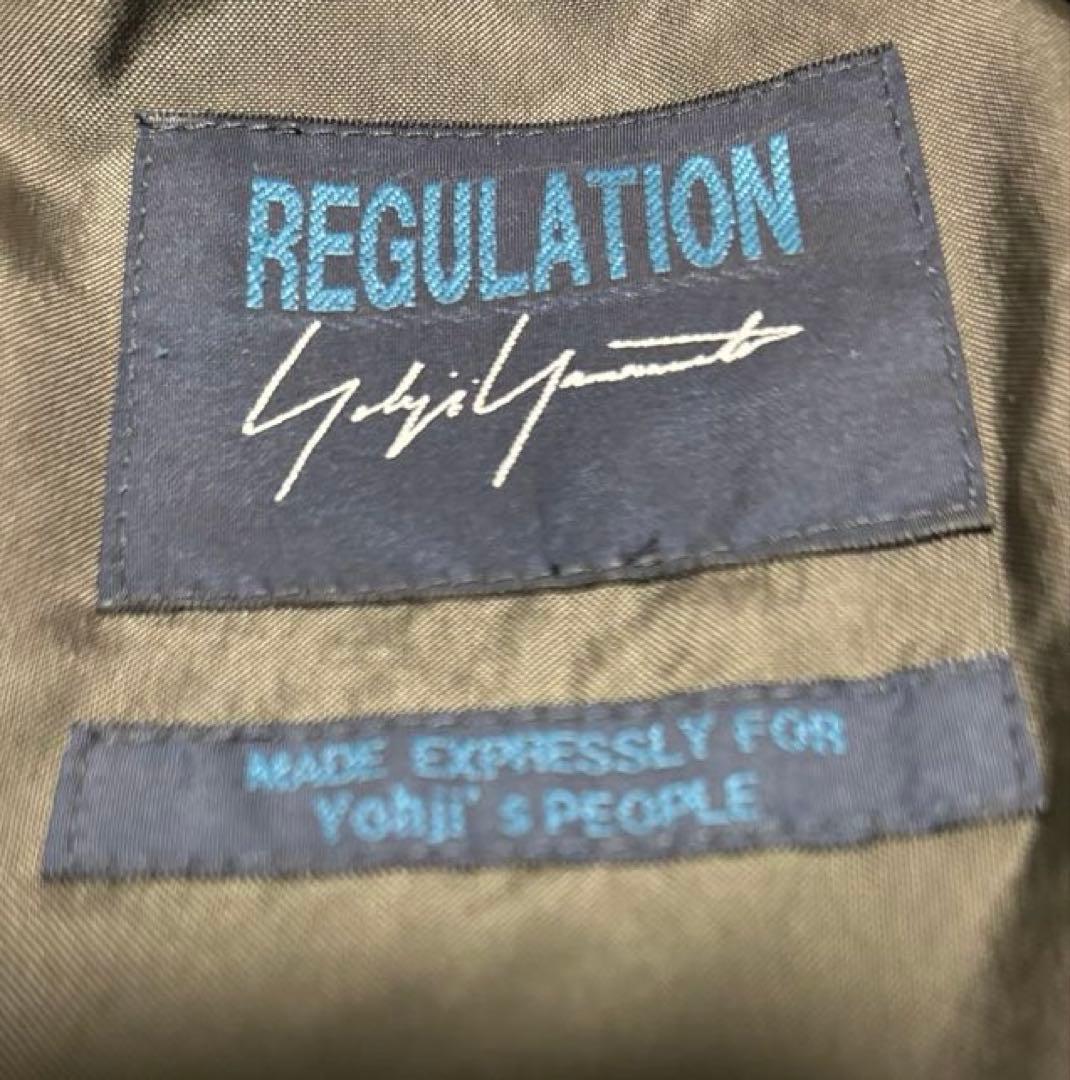 REGULATION
Yohji Yamamoto
MADE EXPRESSLY FOR
Yohji's PEOPLE